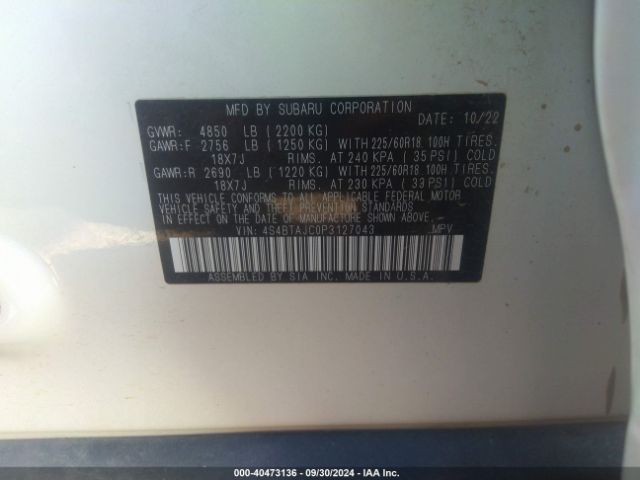 MFD BY SUBARU CORPORATION
DATE: 10/22
GVWR: 4850 LB (2200 KG)
GAWR:F 2756 LB (1250 KG) WITH 225/60R18 100H TIRES.
18X7J RIMS. AT 240 KPA (35 PSI) COLD
GAWR:R 2690 LB (1220 KG) WITH 225/60R18 100H TIRES.
18X7J RIMS. AT 230 KPA (33 PSI) COLD
THIS VEHICLE CONFORMS TO ALL APPLICABLE FEDERAL MOTOR
VEHICLE SAFETY AND THEFT PREVENTION STANDARDS IN EFFECT ON THE
DATE OF MANUFACTURE SHOWN ABOVE.
VIN: 4S4BTAJC0P3127043 MPV
ASSEMBLED BY SIA INC. MADE IN U.S.A.
000-40473136 - 09/30/2024 - IAA Inc.